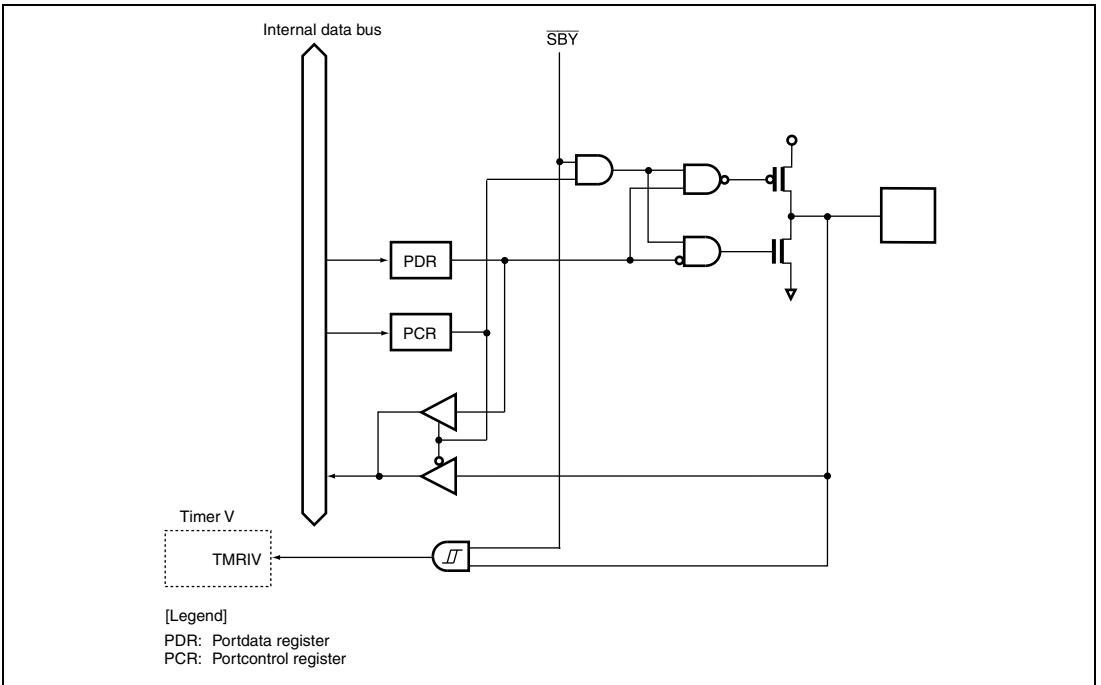 Internal data bus
SBY
PDR
PCR
Timer V
TMRIV
[Legend]
PDR: Portdata register
PCR: Portcontrol register